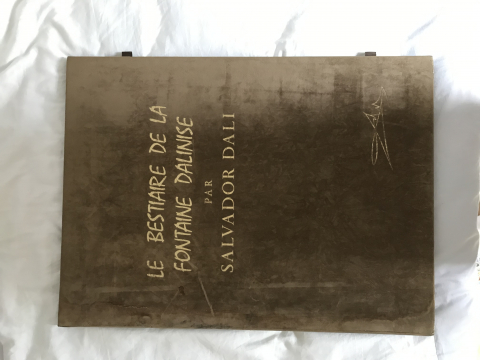 LE BESTIAIRE DE LA
FONTAINE DALINISE
PAR
SALVADOR DALI